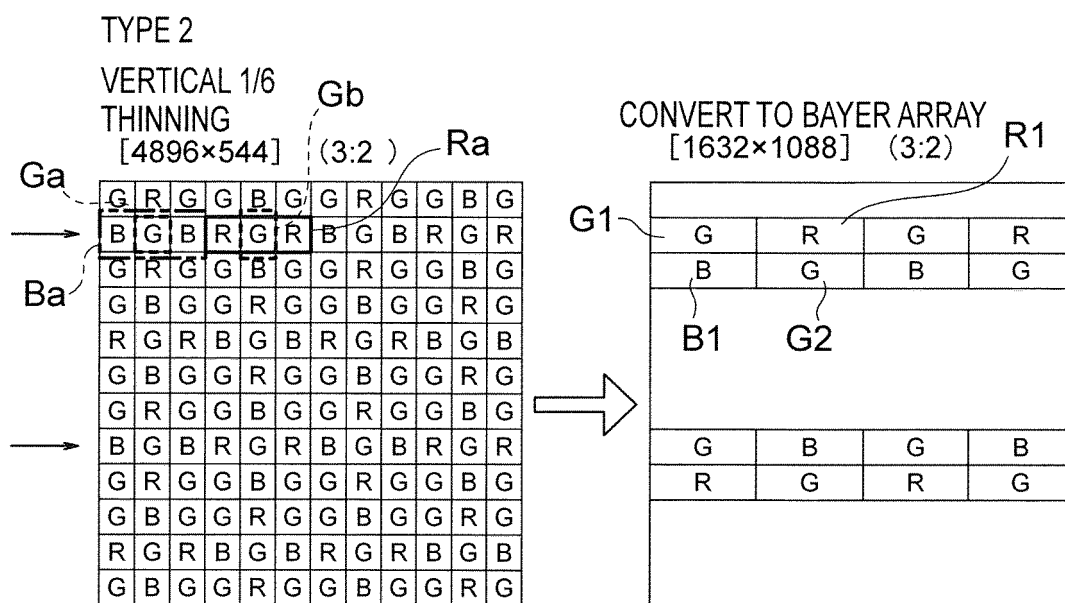 TYPE 2
VERTICAL 1/6
THINNING
[4896×544] (3:2 )
Gb
Ra
Ga
Ba
G R G G B G G R G G B G
B G B R G R B G B R G R
G R G G B G G R G G B G
G B G G R G G B G G R G
R G R B G B R G R B G B
G B G G R G G B G G R G
G R G G B G G R G G B G
B G B R G R B G B R G R
G R G G B G G R G G B G
G B G G R G G B G G R G
R G R B G B R G R B G B
G B G G R G G B G G R G
CONVERT TO BAYER ARRAY
[1632×1088] (3:2)
R1
G1
G R G R
B G B G
B1 G2
G B G B
R G R G